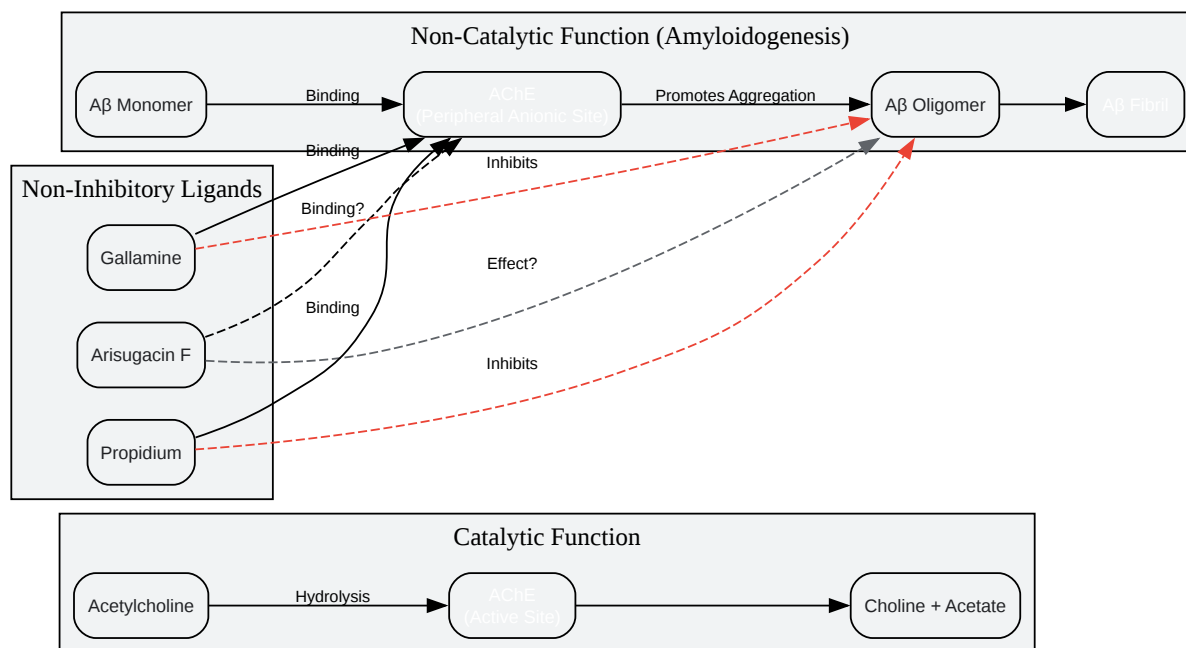 Non-Catalytic Function (Amyloidogenesis)
Aβ Monomer
Binding
AChE
(Peripheral Anionic Site)
Promotes Aggregation
Aβ Oligomer
Aβ Fibril
Non-Inhibitory Ligands
Binding
Inhibits
Gallamine
Binding?
Effect?
Arisugacin F
Binding
Inhibits
Propidium
Catalytic Function
Acetylcholine
Hydrolysis
AChE
(Active Site)
Choline + Acetate